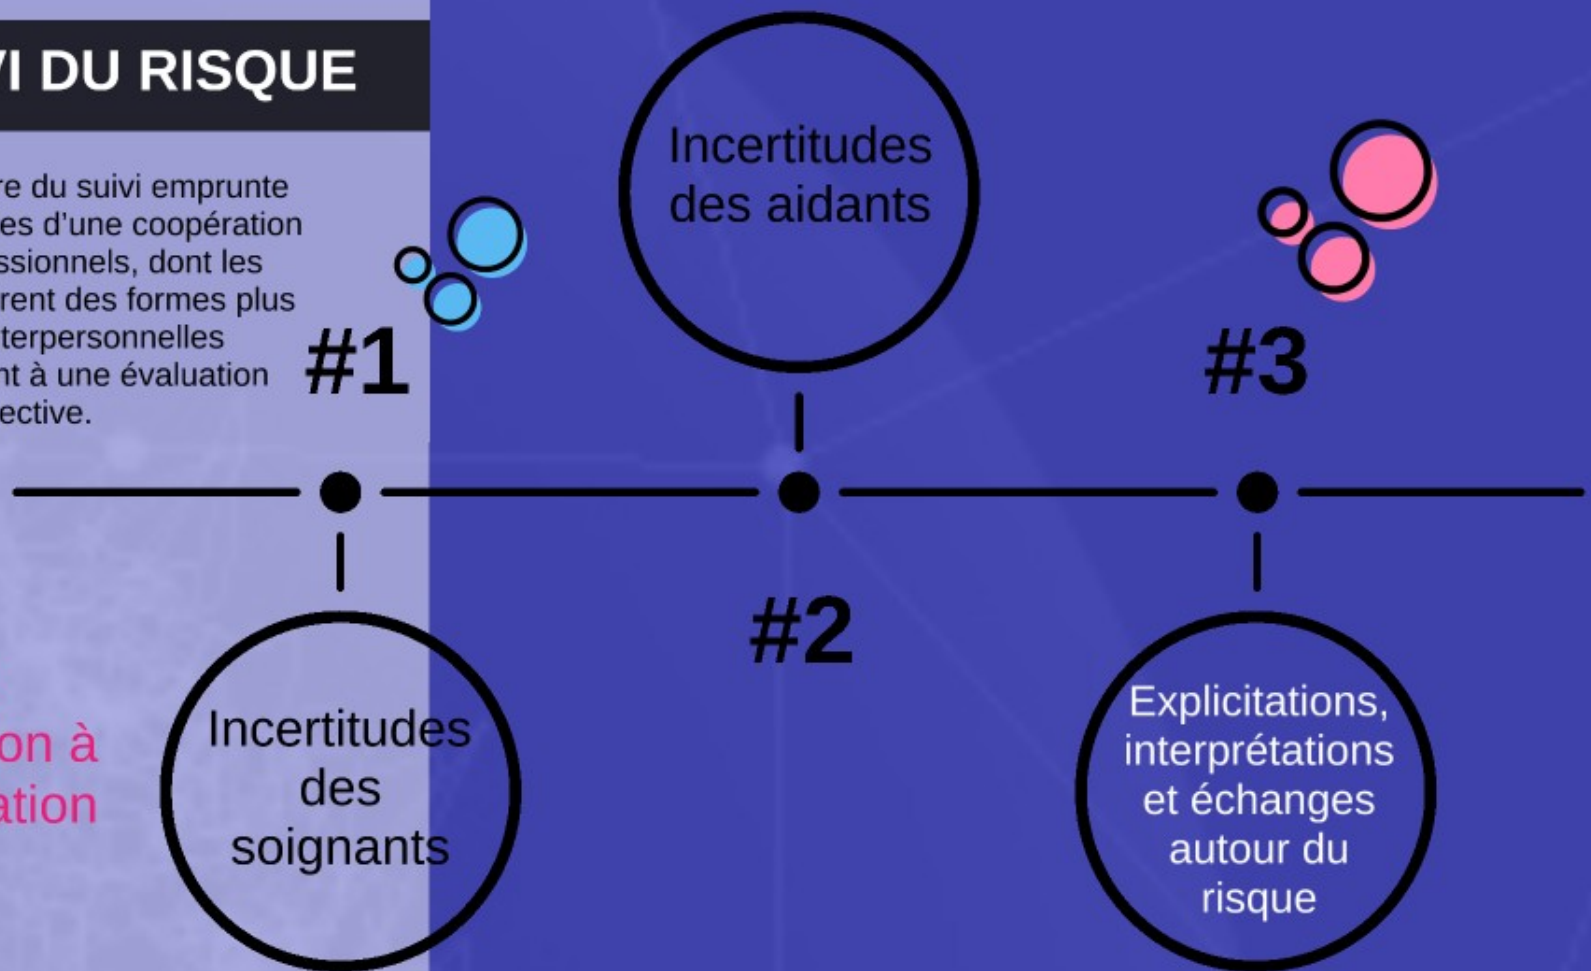 VI DU RISQUE
re du suivi emprunte
es d’une coopération
ssionnels, dont les
rent des formes plus
terpersonnelles
nt à une évaluation
ective.
#1
Incertitudes
des
soignants
on à
ation
Incertitudes
des aidants
#2
#3
Explicitations,
interprétations
et échanges
autour du
risque